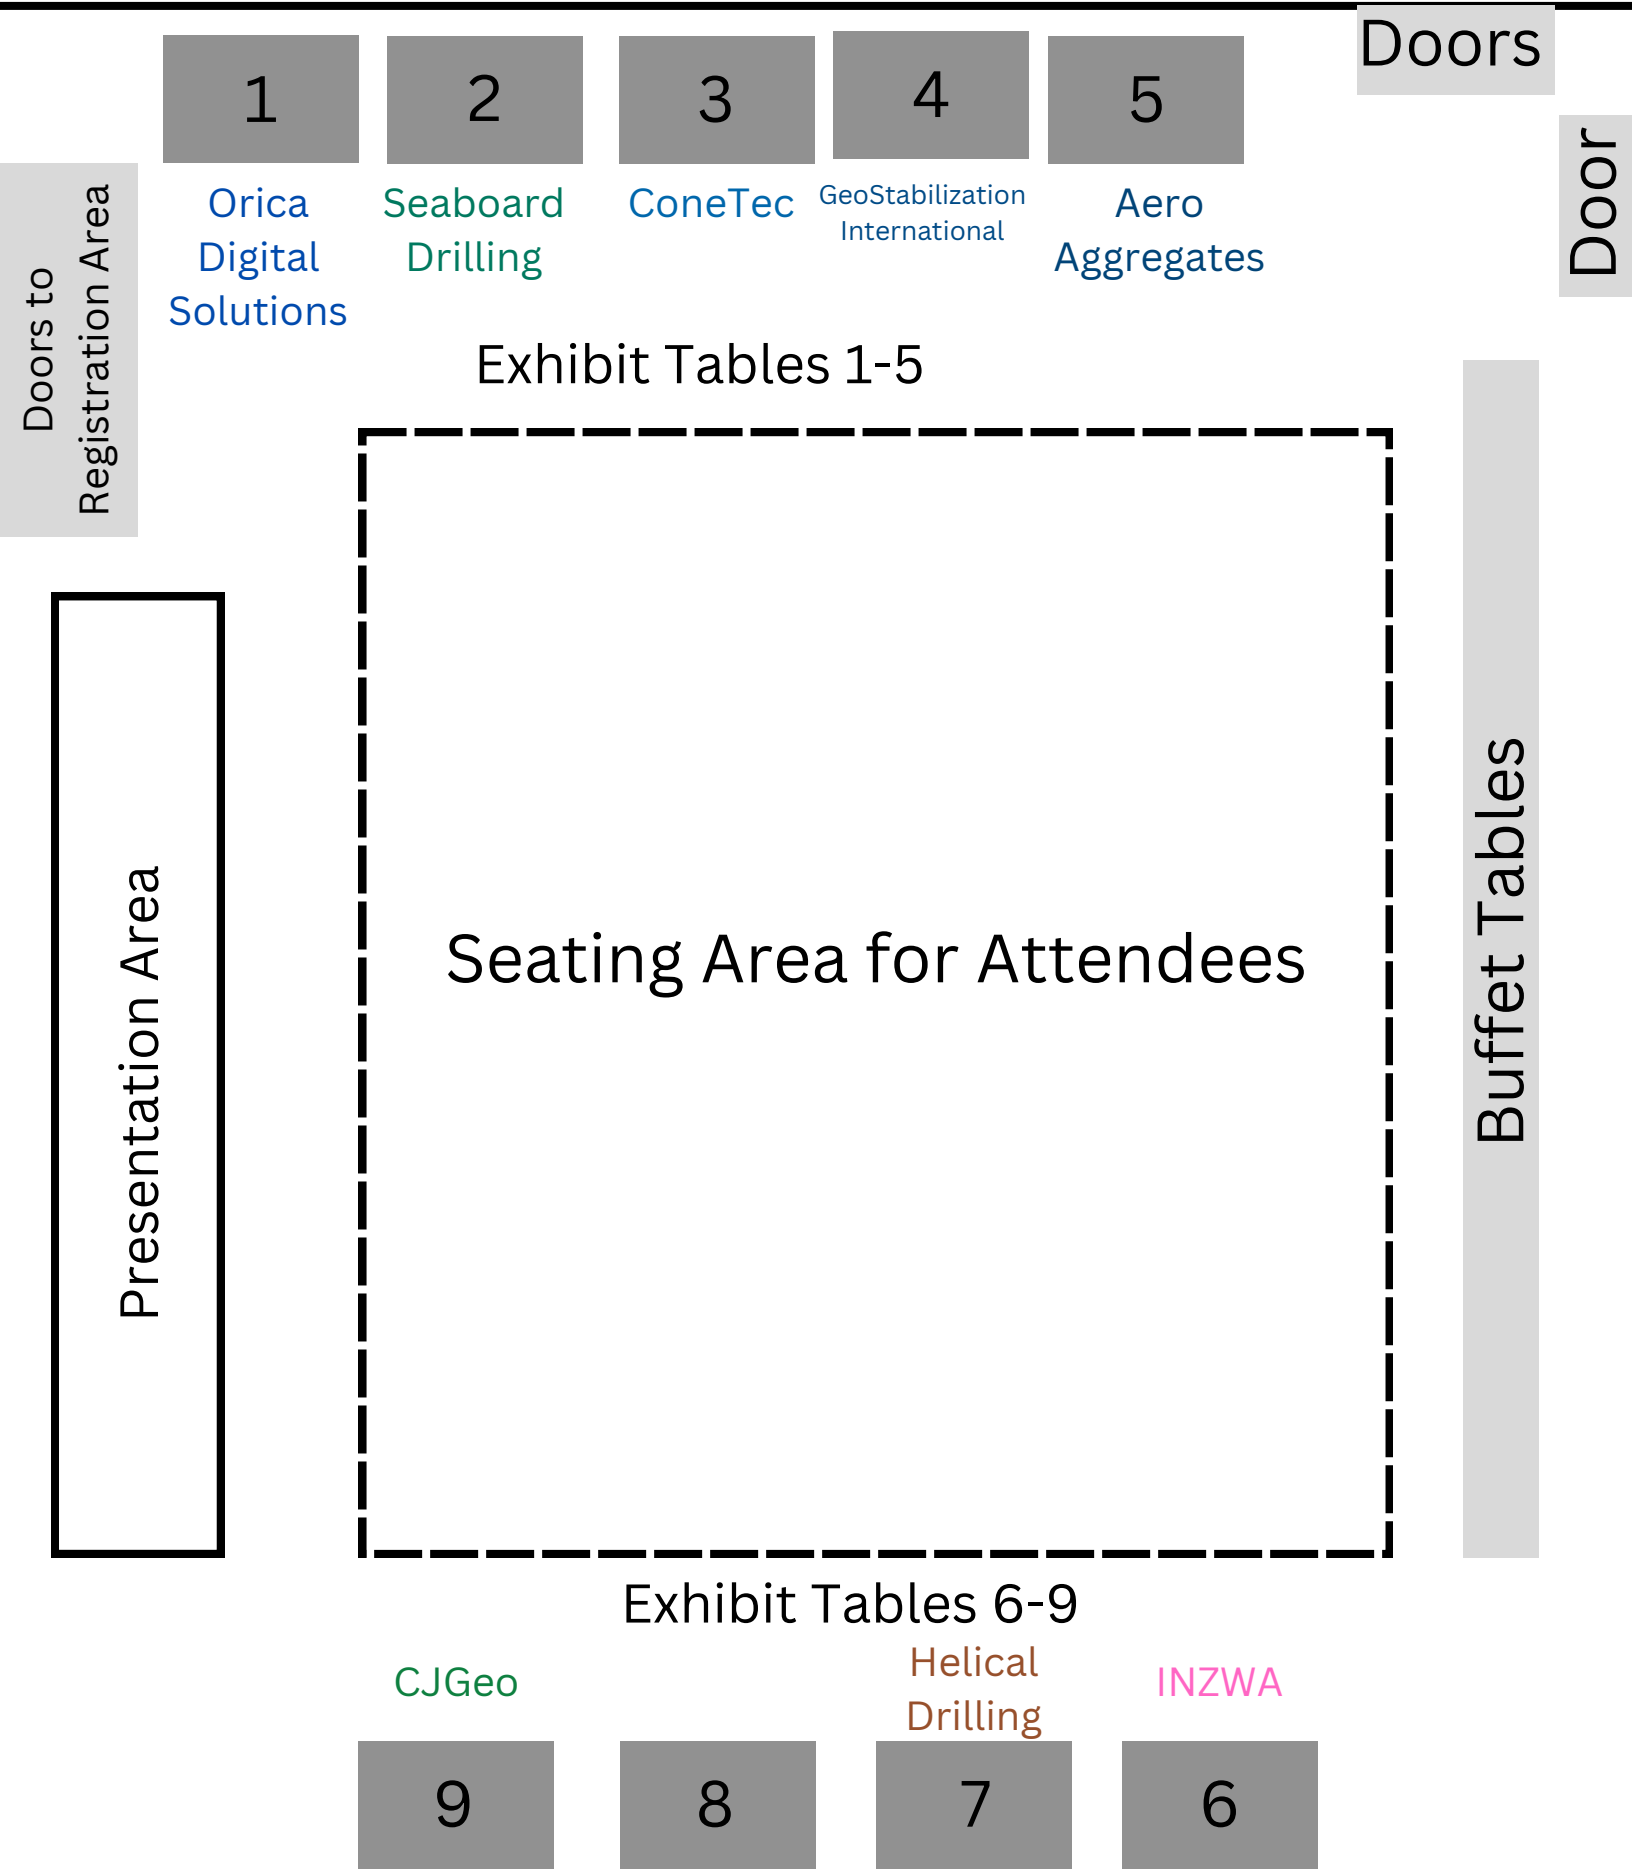 Doors
1
2
3
4
5
Door
Doors to
Registration Area
Orica
Digital
Solutions
Seaboard
Drilling
ConeTec
GeoStabilization
International
Aero
Aggregates
Exhibit Tables 1-5
Presentation Area
Seating Area for Attendees
Buffet Tables
Exhibit Tables 6-9
CJGeo
Helical
Drilling
INZWA
9
8
7
6